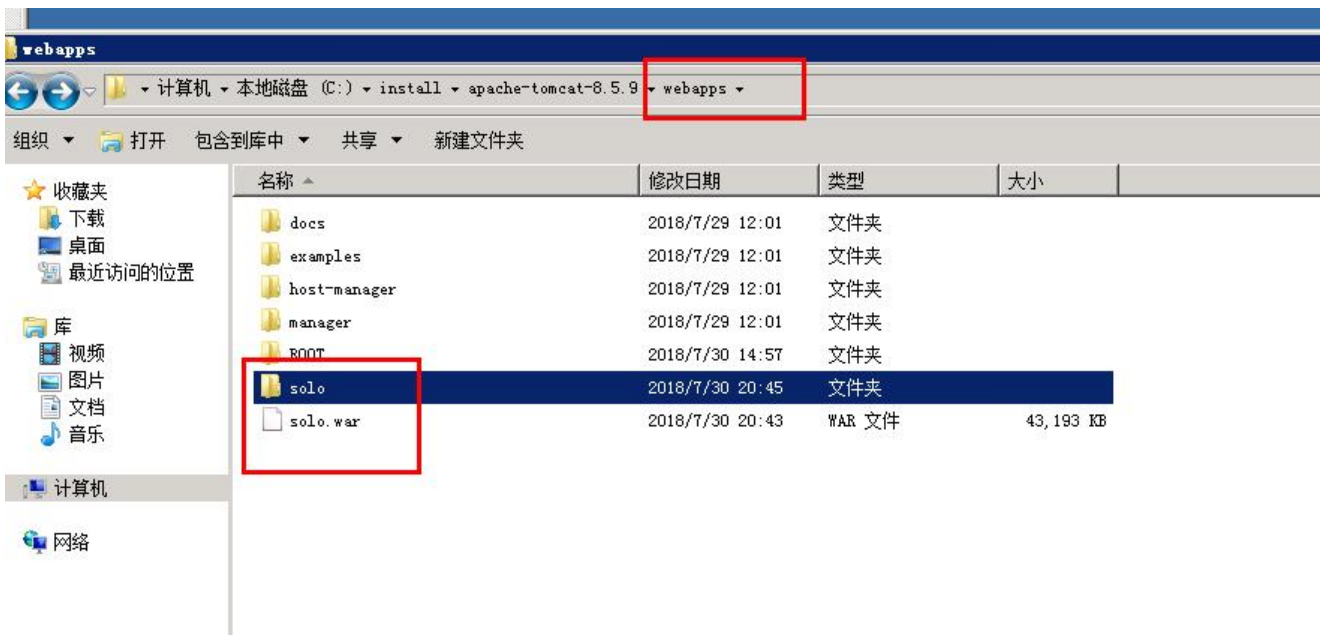 webapps
计算机 本地磁盘 (C:) install apache-tomcat-8.5.9 webapps
组织 打开 包含到库中 共享 新建文件夹
收藏夹
下载
桌面
最近访问的位置
库
视频
图片
文档
音乐
计算机
网络
名称 修改日期 类型 大小
docs 2018/7/29 12:01 文件夹
examples 2018/7/29 12:01 文件夹
host-manager 2018/7/29 12:01 文件夹
manager 2018/7/29 12:01 文件夹
ROOT 2018/7/30 14:57 文件夹
solo 2018/7/30 20:45 文件夹
solo.war 2018/7/30 20:43 WAR 文件 43,193 KB